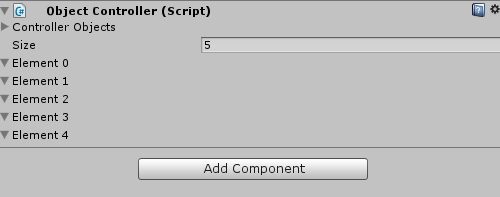 Object Controller (Script)
Controller Objects
Size 5
Element 0
Element 1
Element 2
Element 3
Element 4
Add Component